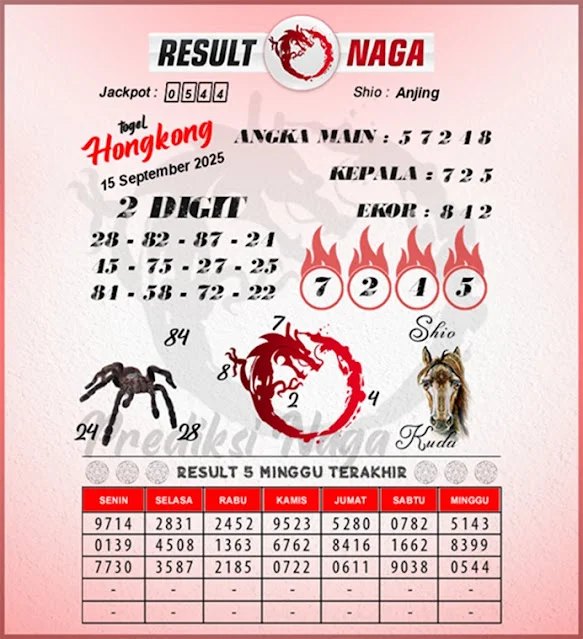 RESULT NAGA
Jackpot : 0544
Shio : Anjing
togel
Hongkong
15 September 2025
ANGKA MAIN : 5 7 2 4 8
KEPALA : 7 2 5
EKOR : 8 4 2
2 DIGIT
28 - 82 - 87 - 24
45 - 75 - 27 - 25
84 - 58 - 72 - 22
7 2 4 5
84
24
28
7
8
2
4
Shio
Kuda
Prediksi Naga
RESULT 5 MINGGU TERAKHIR
SENIN SELASA RABU KAMIS JUMAT SABTU MINGGU
9714 2831 2452 9523 5280 0782 5143
0139 4508 1363 6762 8416 1662 8399
7730 3587 2185 0722 0611 9038 0544
- - - - - - -
- - - - - - -